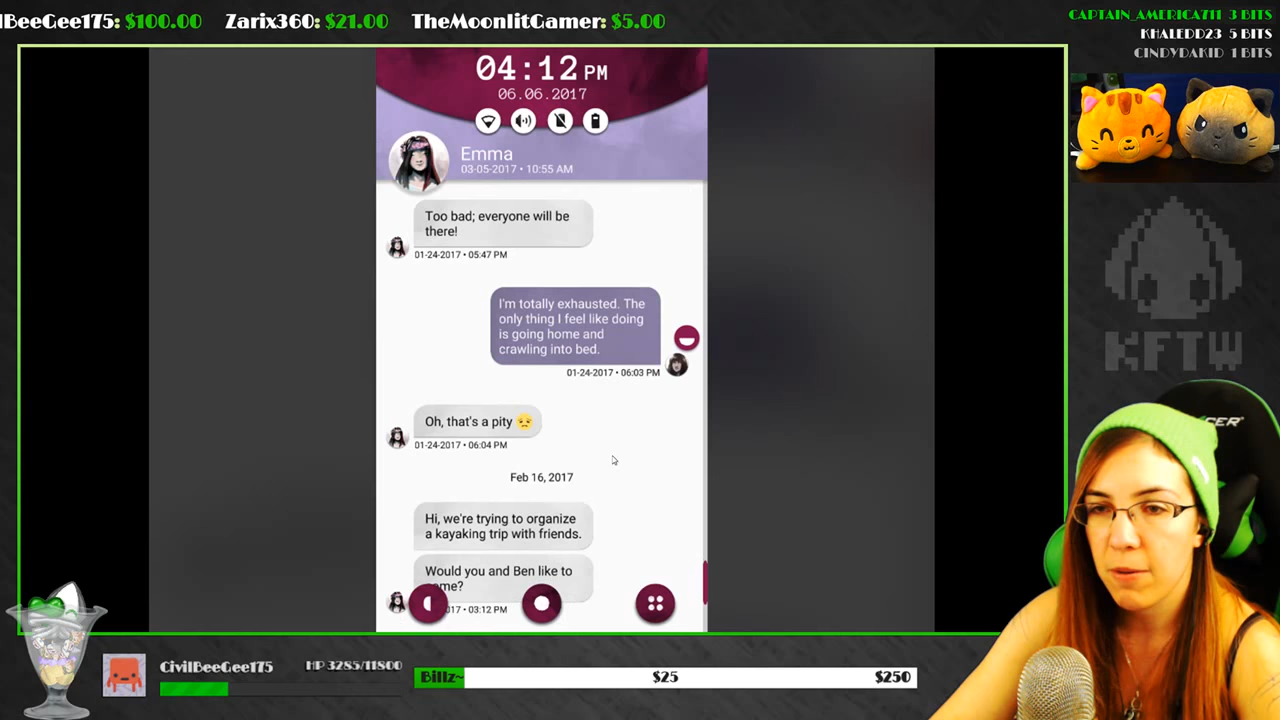 lBeeGee175: $100.00 Zarix360: $21.00 TheMoonlitGamer: $5.00
CAPTAIN_AMERICA711 3 BITS
KHALEDD23 5 BITS
CINDYDAKID 1 BITS
04:12 PM
06.06.2017
Emma
03-05-2017 • 10:55 AM
Too bad; everyone will be
there!
01-24-2017 • 05:47 PM
I'm totally exhausted. The
only thing I feel like doing
is going home and
crawling into bed.
01-24-2017 • 06:03 PM
Oh, that's a pity 😔
01-24-2017 • 06:04 PM
Feb 16, 2017
Hi, we're trying to organize
a kayaking trip with friends.
Would you and Ben like to
ome?
017 • 03:12 PM
KFTW
CER
CivilBeeGee175 HP 3285/11800
Billz~ $25 $250